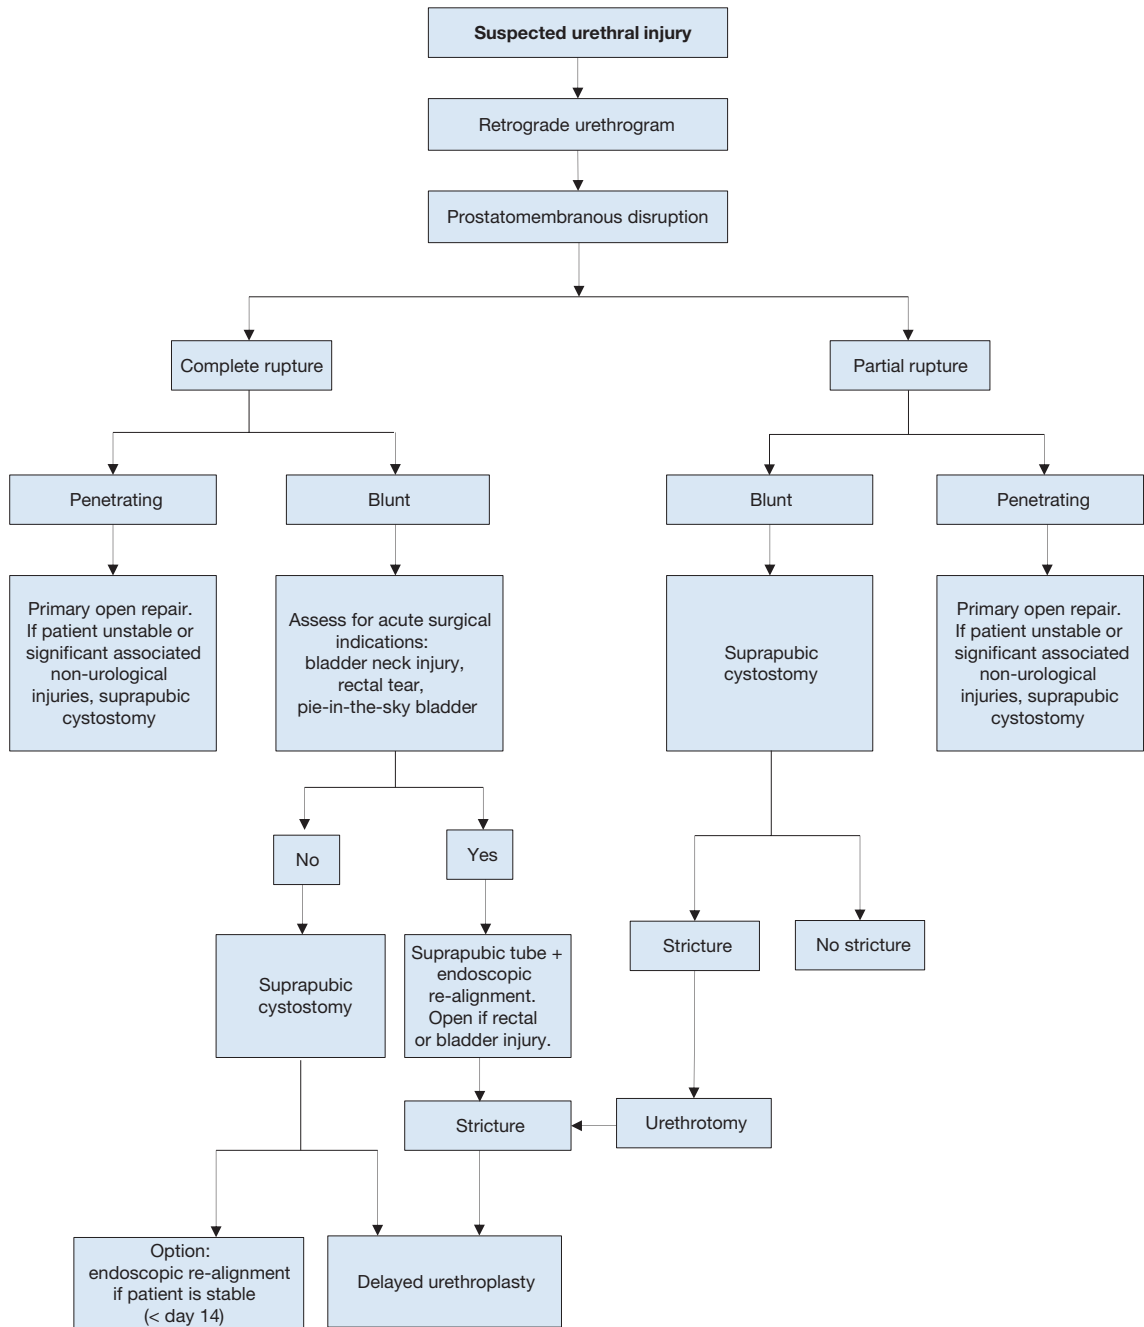 Suspected urethral injury
Retrograde urethrogram
Prostatomembranous disruption
Complete rupture
Partial rupture
Penetrating
Blunt
Blunt
Penetrating
Primary open repair.
If patient unstable or
significant associated
non-urological
injuries, suprapubic
cystostomy
Assess for acute surgical
indications:
bladder neck injury,
rectal tear,
pie-in-the-sky bladder
Suprapubic
cystostomy
Primary open repair.
If patient unstable or
significant associated
non-urological
injuries, suprapubic
cystostomy
No
Yes
Suprapubic
cystostomy
Suprapubic tube +
endoscopic
re-alignment.
Open if rectal
or bladder injury.
Stricture
No stricture
Stricture
Urethrotomy
Option:
endoscopic re-alignment
if patient is stable
(< day 14)
Delayed urethroplasty